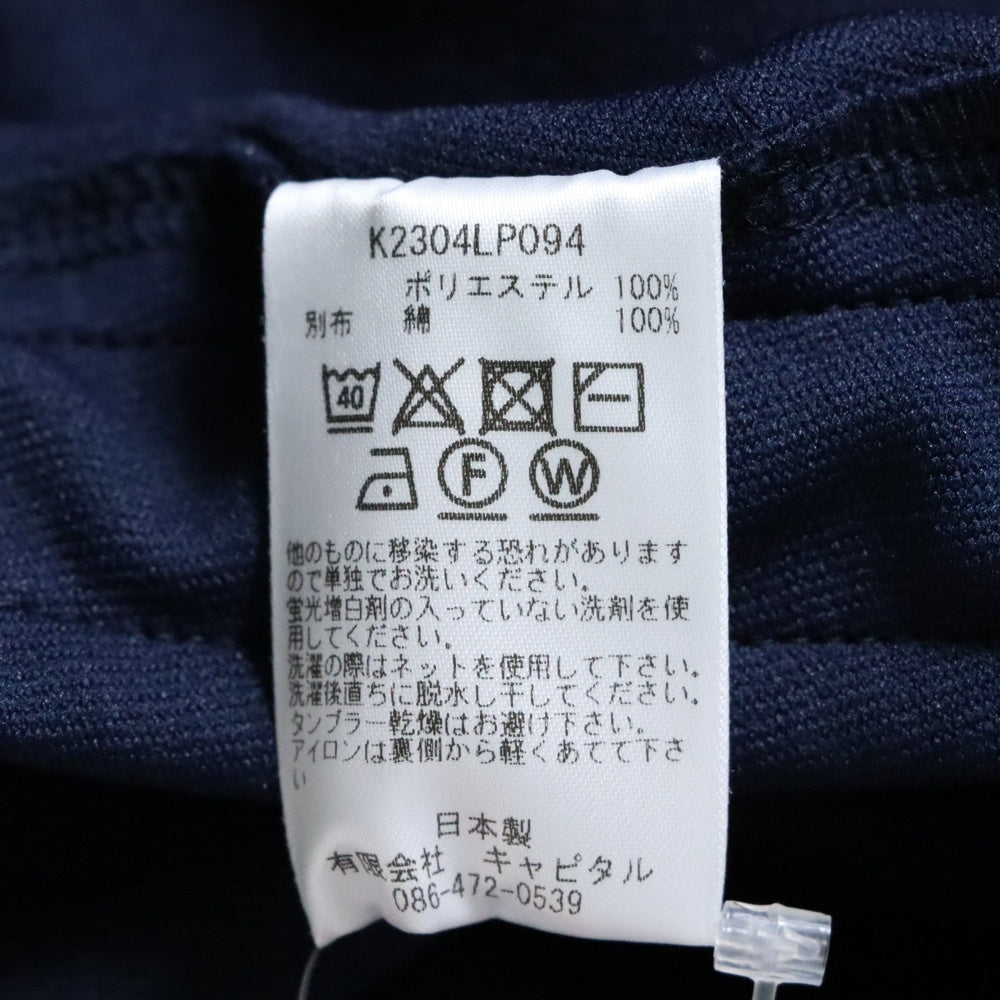 K2304LP094
ポリエステル 100%
別布 綿 100%
40
F W
他のものに移染する恐れがあります
ので単独でお洗いください。
蛍光増白剤の入っていない洗剤を使
用してください。
洗濯の際はネットを使用して下さい。
洗濯後直ちに脱水し干してください。
タンブラー乾燥はお避け下さい。
アイロンは裏側から軽くあてて下さ
い
日本製
有限会社 キャピタル
086-472-0539